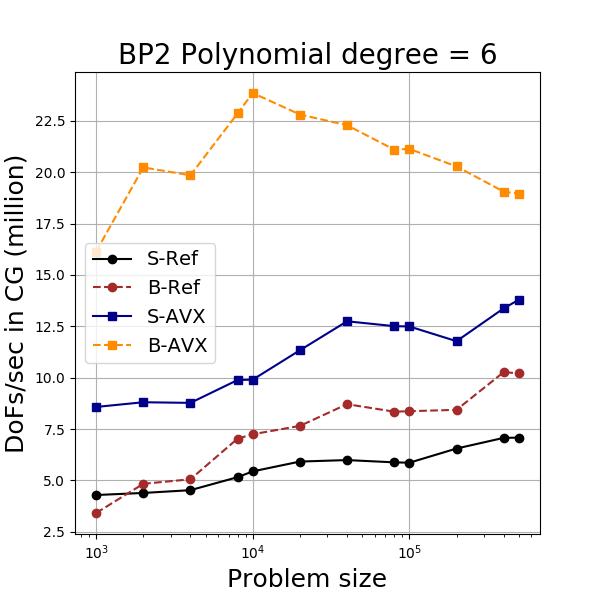 BP2 Polynomial degree = 6
DoFs/sec in CG (million)
22.5
20.0
17.5
15.0
12.5
10.0
7.5
5.0
2.5
S-Ref
B-Ref
S-AVX
B-AVX
10³
10⁴
10⁵
Problem size